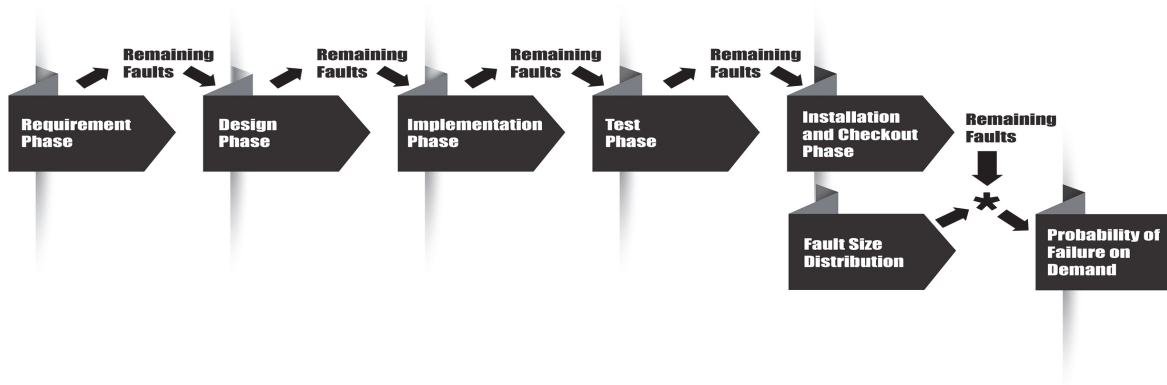 Remaining
Faults
Remaining
Faults
Remaining
Faults
Remaining
Faults
Requirement
Phase
Design
Phase
Implementation
Phase
Test
Phase
Installation
and Checkout
Phase
Remaining
Faults
*
Fault Size
Distribution
Probability of
Failure on
Demand